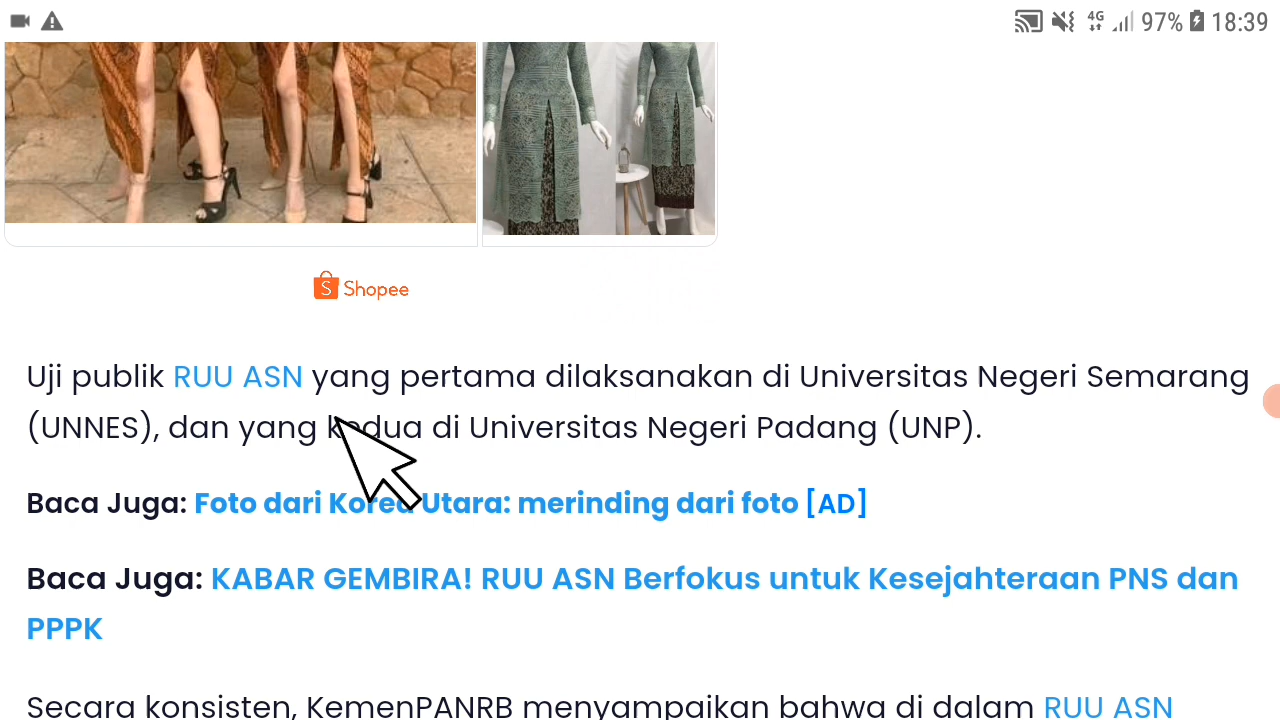 4G 97% 18:39
Shopee
Uji publik RUU ASN yang pertama dilaksanakan di Universitas Negeri Semarang
(UNNES), dan yang kedua di Universitas Negeri Padang (UNP).
Baca Juga: Foto dari Korea Utara: merinding dari foto [AD]
Baca Juga: KABAR GEMBIRA! RUU ASN Berfokus untuk Kesejahteraan PNS dan
PPPK
Secara konsisten, KemenPANRB menyampaikan bahwa di dalam RUU ASN